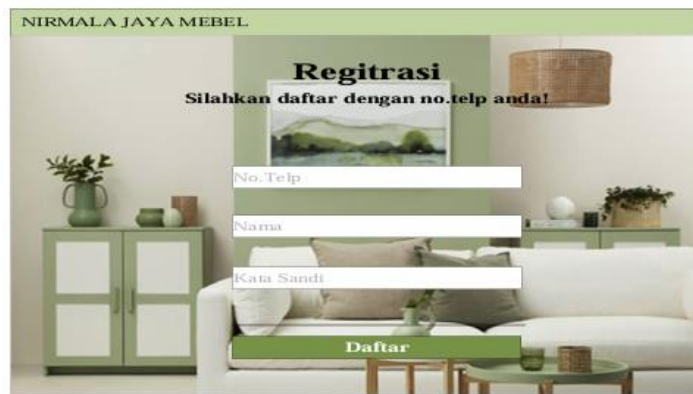 NIRMALA JAYA MEBEL
Regitrasi
Silahkan daftar dengan no.telp anda!
No.Telp
Nama
Kata Sandi
Daftar